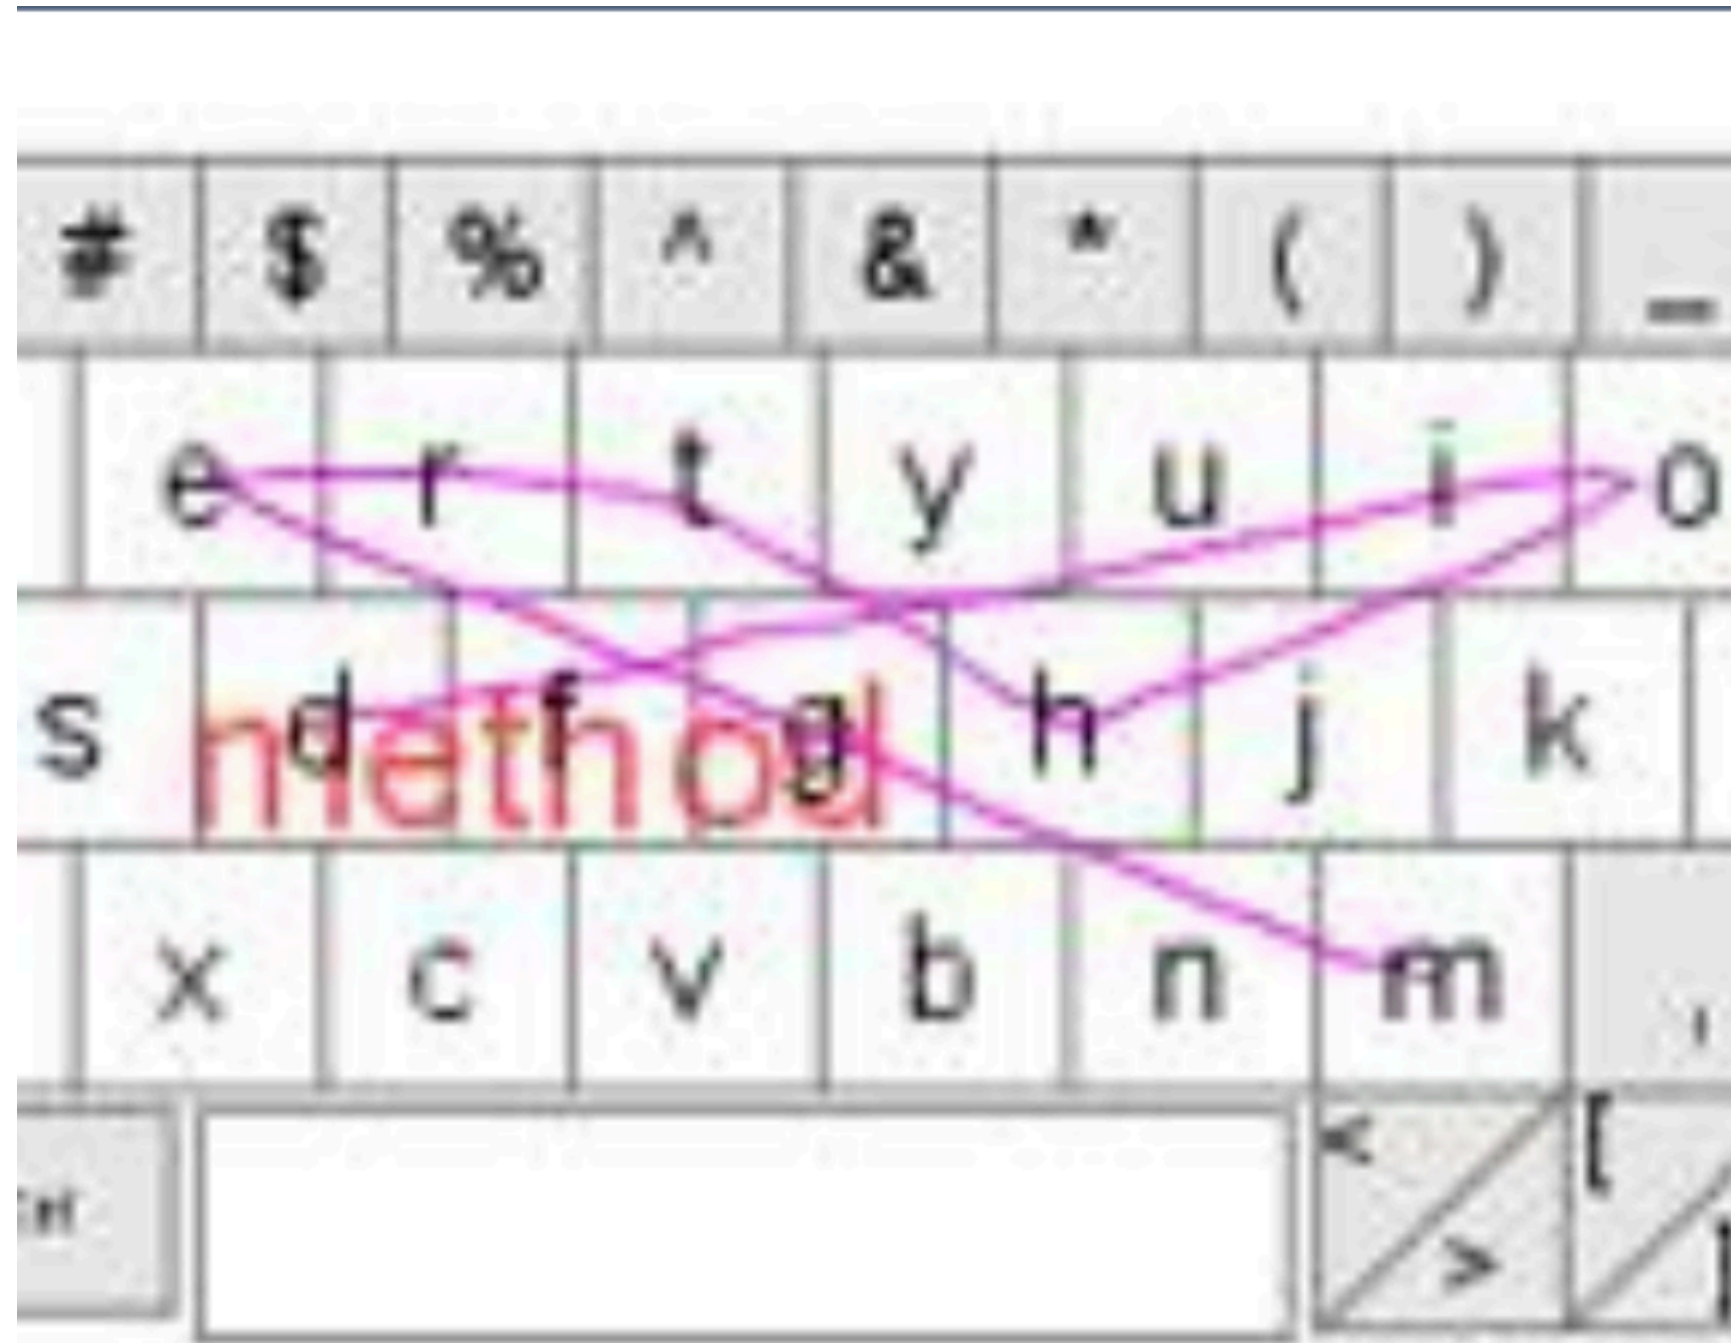 # $ % ^ & * ( ) _
e r t y u i o
s d f g h j k
method
x c v b n m ,
< > [